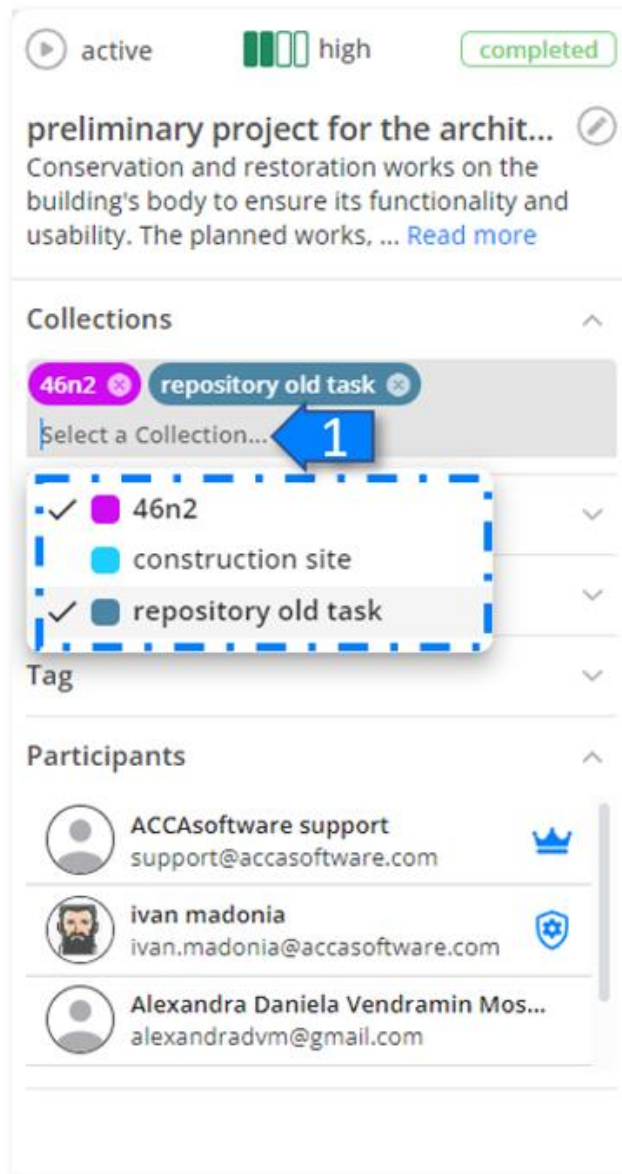 active high completed
preliminary project for the archit...
Conservation and restoration works on the
building's body to ensure its functionality and
usability. The planned works, ... Read more
Collections
46n2 repository old task
Select a Collection... 1
46n2
construction site
repository old task
Tag
Participants
ACCAsoftware support
support@accasoftware.com
ivan madonia
ivan.madonia@accasoftware.com
Alexandra Daniela Vendramin Mos...
alexandradvm@gmail.com